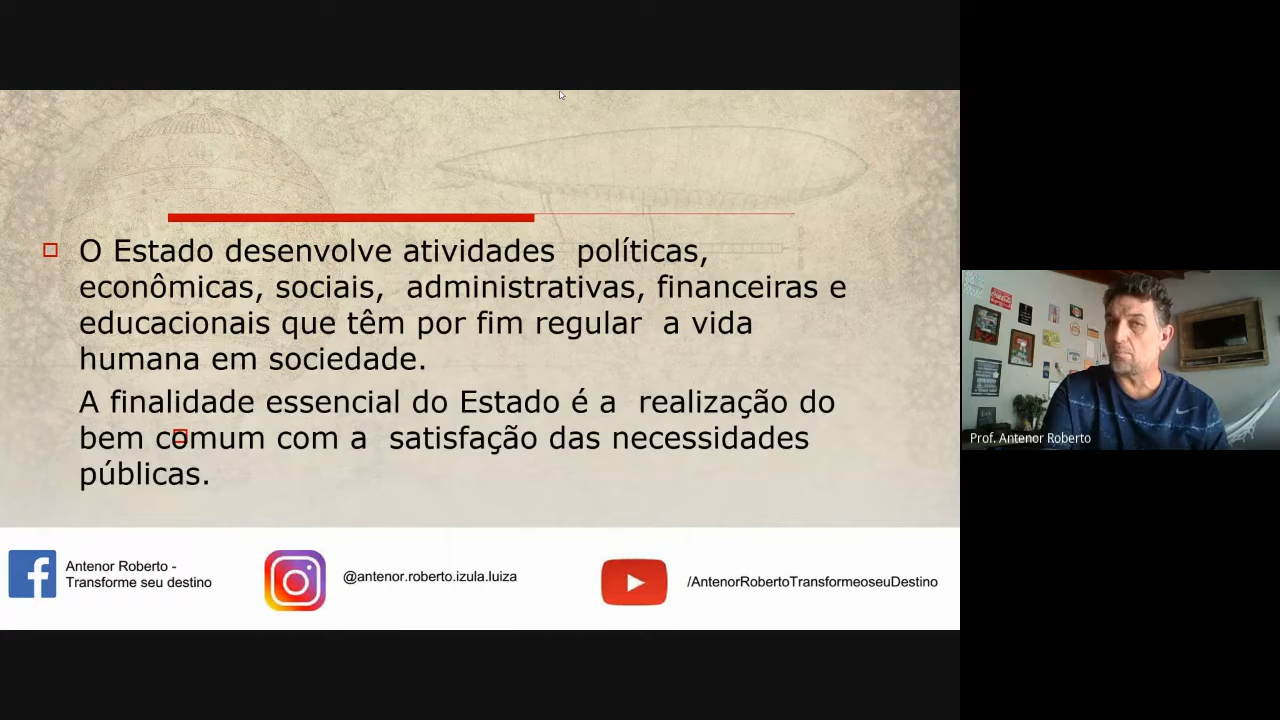 O Estado desenvolve atividades políticas,
econômicas, sociais, administrativas, financeiras e
educacionais que têm por fim regular a vida
humana em sociedade.
A finalidade essencial do Estado é a realização do
bem comum com a satisfação das necessidades
públicas.
Antenor Roberto -
Transforme seu destino
@antenor.roberto.izula.luiza
/AntenorRobertoTransformeoseuDestino
Prof. Antenor Roberto